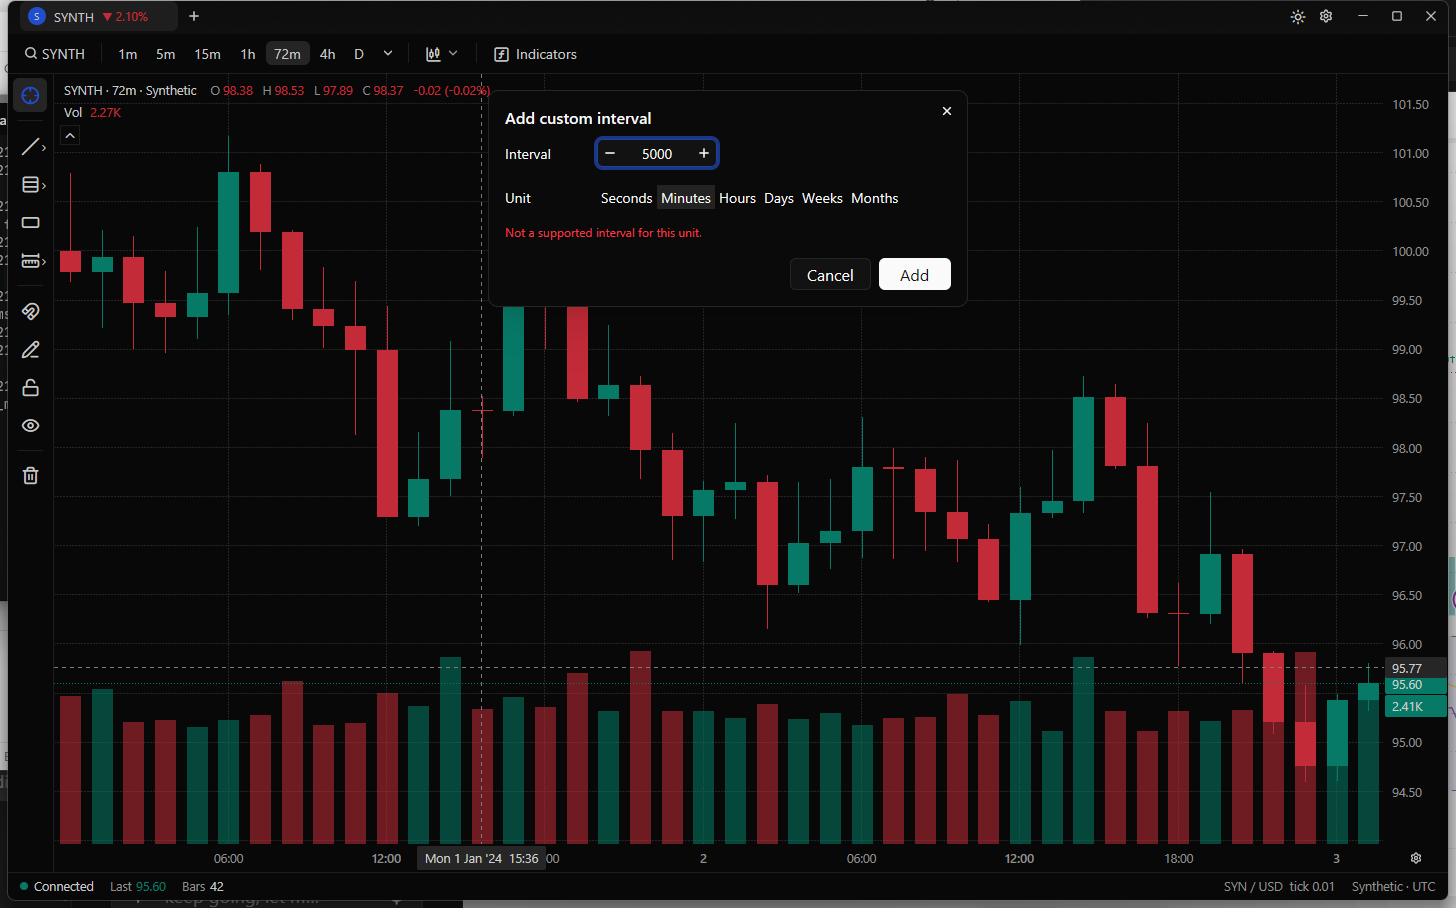 S SYNTH ▼ 2.10% +
SYNTH 1m 5m 15m 1h 72m 4h D Indicators
SYNTH · 72m · Synthetic O 98.38 H 98.53 L 97.89 C 98.37 -0.02 (-0.02%)
Vol 2.27K
Add custom interval
Interval − 5000 +
Unit Seconds Minutes Hours Days Weeks Months
Not a supported interval for this unit.
Cancel Add
101.50
101.00
100.50
100.00
99.50
99.00
98.50
98.00
97.50
97.00
96.50
96.00
95.77
95.60
2.41K
95.00
94.50
06:00 12:00 Mon 1 Jan '24 15:36 :00 2 06:00 12:00 18:00 3
Connected Last 95.60 Bars 42 SYN / USD tick 0.01 Synthetic · UTC